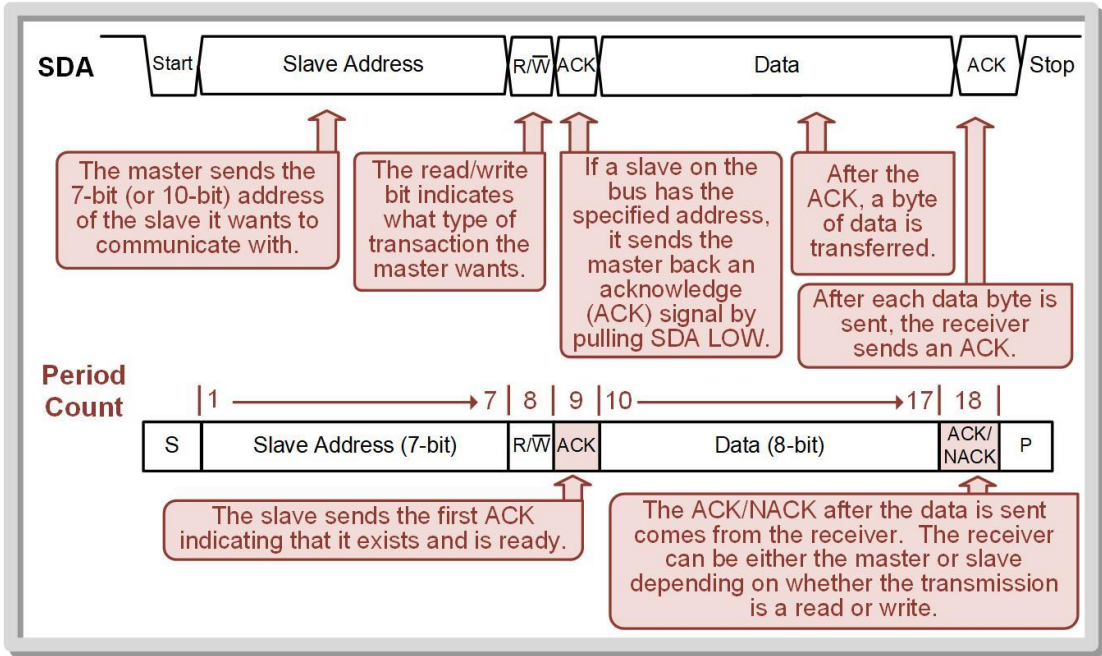 SDA
Start
Slave Address
R/W̅
ACK
Data
ACK
Stop
The master sends the
7-bit (or 10-bit) address
of the slave it wants to
communicate with.
The read/write
bit indicates
what type of
transaction the
master wants.
If a slave on the
bus has the
specified address,
it sends the
master back an
acknowledge
(ACK) signal by
pulling SDA LOW.
After the
ACK, a byte
of data is
transferred.
After each data byte is
sent, the receiver
sends an ACK.
Period
Count
1 7 8 9 10 17 18
S
Slave Address (7-bit)
R/W̅
ACK
Data (8-bit)
ACK/
NACK
P
The slave sends the first ACK
indicating that it exists and is ready.
The ACK/NACK after the data is sent
comes from the receiver. The receiver
can be either the master or slave
depending on whether the transmission
is a read or write.